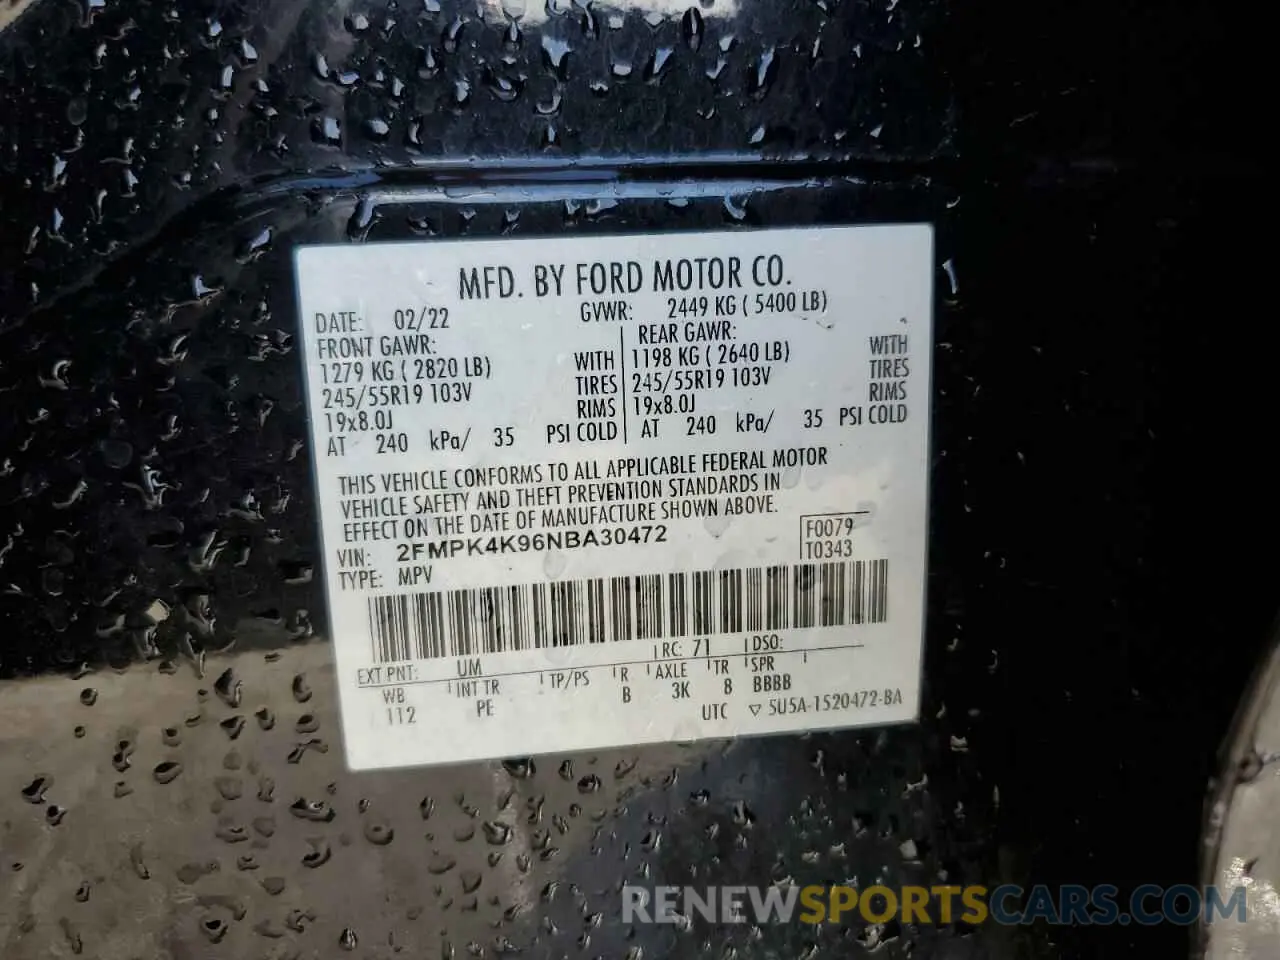 MFD. BY FORD MOTOR CO.
DATE: 02/22 GVWR: 2449 KG ( 5400 LB)
FRONT GAWR: REAR GAWR:
1279 KG ( 2820 LB) WITH 1198 KG ( 2640 LB) WITH
245/55R19 103V TIRES 245/55R19 103V TIRES
19x8.0J RIMS 19x8.0J RIMS
AT 240 kPa/ 35 PSI COLD AT 240 kPa/ 35 PSI COLD
THIS VEHICLE CONFORMS TO ALL APPLICABLE FEDERAL MOTOR
VEHICLE SAFETY AND THEFT PREVENTION STANDARDS IN
EFFECT ON THE DATE OF MANUFACTURE SHOWN ABOVE.
VIN: 2FMPK4K96NBA30472 F0079
TYPE: MPV T0343
EXT PNT: UM RC: 71 DSO:
WB INT TR TP/PS R AXLE TR SPR
112 PE B 3K 8 BBBB
UTC ▽ 5U5A-1520472-BA
RENEWSPORTSCARS.COM